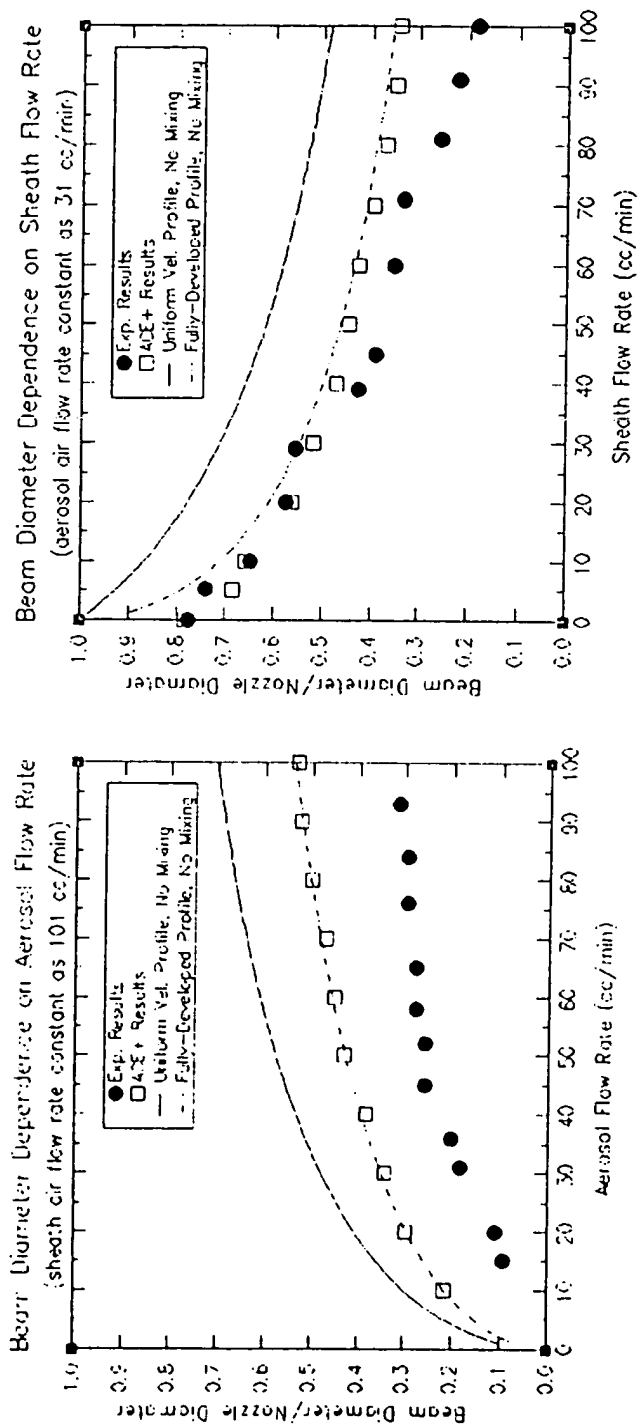 Beam Diameter Dependence on Aerosol Flow Rate
(sheath air flow rate constant as 101 cc/min)
Exp. Results
ACE+ Results
Uniform Vel. Profile, No Mixing
Fully-Developed Profile, No Mixing
Beam Diameter/Nozzle Diamater
1.0
0.9
0.8
0.7
0.6
0.5
0.4
0.3
0.2
0.1
0.0
0
10
20
30
40
50
60
70
80
90
100
Aerosol Flow Rate (cc/min)
Beam Diameter Dependence on Sheath Flow Rate
(aerosol air flow rate constant as 31 cc/min)
Exp. Results
ACE+ Results
Uniform Vel. Profile, No Mixing
Fully-Developed Profile, No Mixing
Beam Diameter/Nozzle Diamater
1.0
0.9
0.8
0.7
0.6
0.5
0.4
0.3
0.2
0.1
0.0
0
10
20
30
40
50
60
70
80
90
100
Sheath Flow Rate (cc/min)